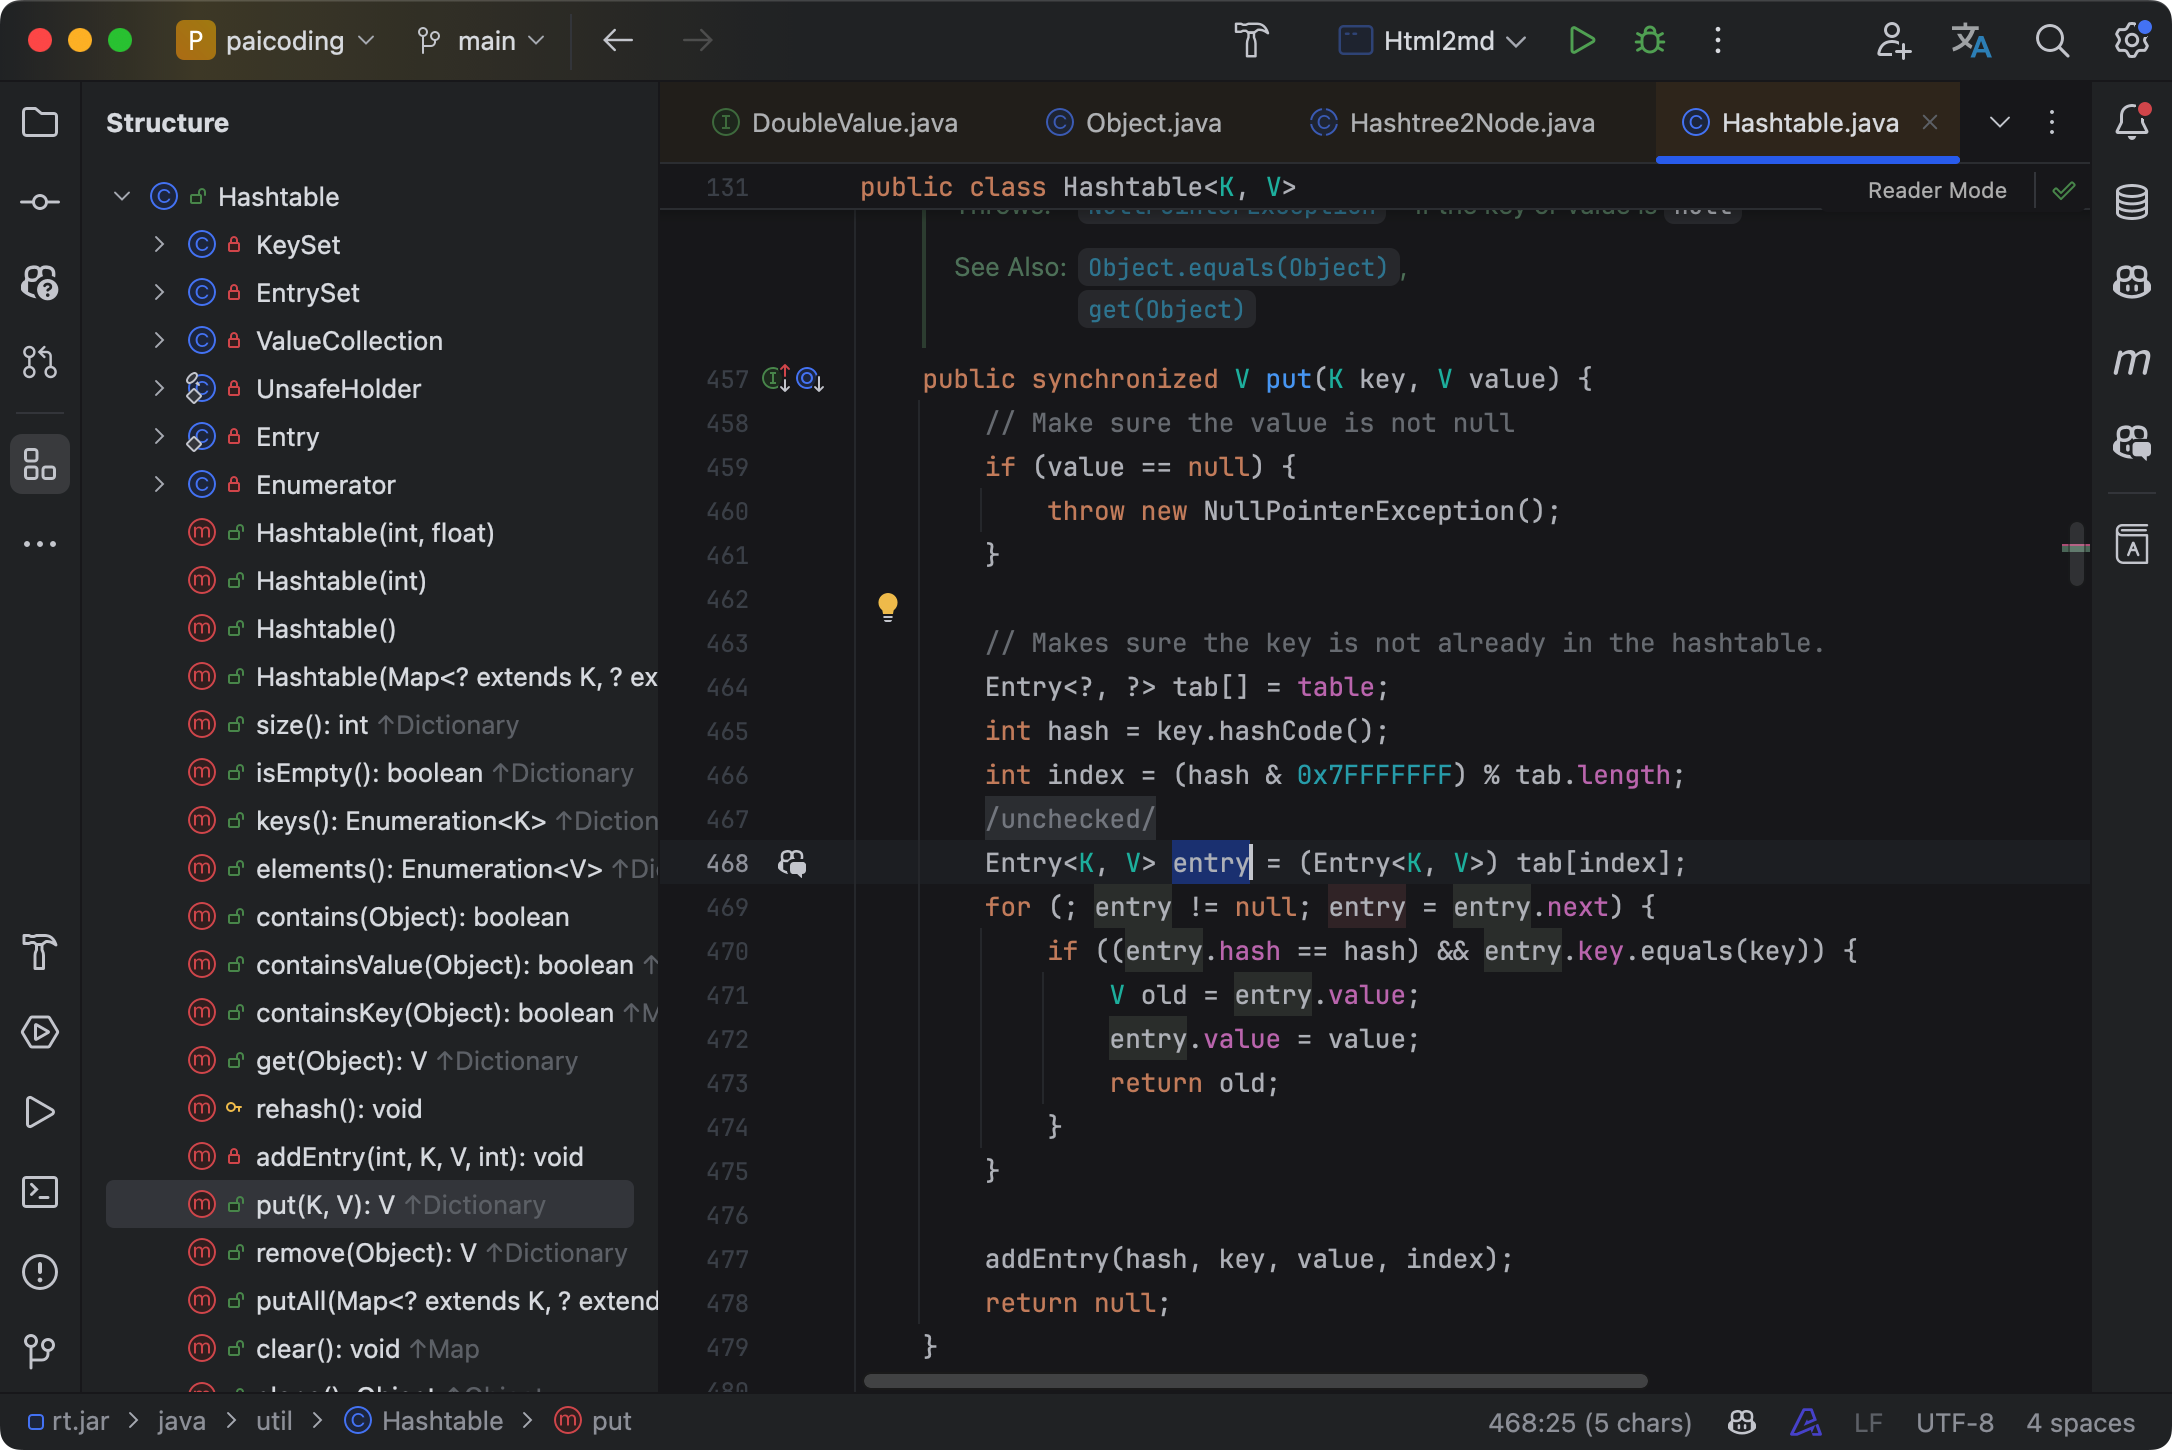 P paicoding main Html2md
Structure
DoubleValue.java Object.java Hashtree2Node.java Hashtable.java
131 public class Hashtable<K, V>
Reader Mode
Hashtable
KeySet
EntrySet
ValueCollection
UnsafeHolder
Entry
Enumerator
Hashtable(int, float)
Hashtable(int)
Hashtable()
Hashtable(Map<? extends K, ? ex
size(): int ↑Dictionary
isEmpty(): boolean ↑Dictionary
keys(): Enumeration<K> ↑Diction
elements(): Enumeration<V> ↑Di
contains(Object): boolean
containsValue(Object): boolean ↑
containsKey(Object): boolean ↑M
get(Object): V ↑Dictionary
rehash(): void
addEntry(int, K, V, int): void
put(K, V): V ↑Dictionary
remove(Object): V ↑Dictionary
putAll(Map<? extends K, ? extend
clear(): void ↑Map
Throws: NullPointerException – if the key or value is null
See Also: Object.equals(Object),
get(Object)
457 public synchronized V put(K key, V value) {
458 // Make sure the value is not null
459 if (value == null) {
460 throw new NullPointerException();
461 }
462
463 // Makes sure the key is not already in the hashtable.
464 Entry<?, ?> tab[] = table;
465 int hash = key.hashCode();
466 int index = (hash & 0x7FFFFFFF) % tab.length;
467 /unchecked/
468 Entry<K, V> entry = (Entry<K, V>) tab[index];
469 for (; entry != null; entry = entry.next) {
470 if ((entry.hash == hash) && entry.key.equals(key)) {
471 V old = entry.value;
472 entry.value = value;
473 return old;
474 }
475 }
476
477 addEntry(hash, key, value, index);
478 return null;
479 }
480
rt.jar > java > util > Hashtable > put
468:25 (5 chars) LF UTF-8 4 spaces